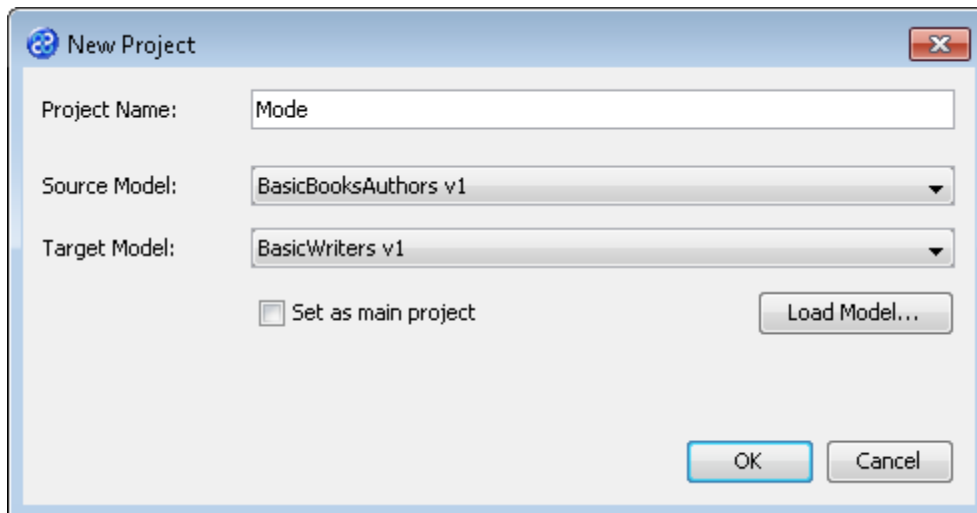 New Project
Project Name: Mode
Source Model: BasicBooksAuthors v1
Target Model: BasicWriters v1
Set as main project Load Model...
OK Cancel